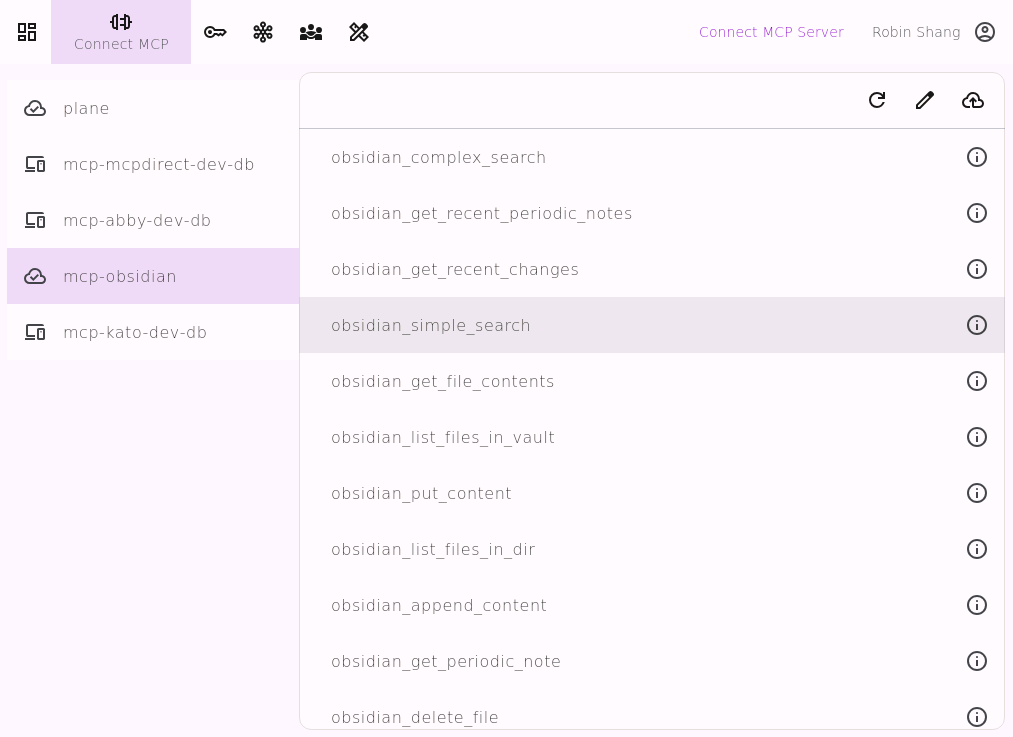 Connect MCP
Connect MCP Server
Robin Shang
plane
mcp-mcpdirect-dev-db
mcp-abby-dev-db
mcp-obsidian
mcp-kato-dev-db
obsidian_complex_search
obsidian_get_recent_periodic_notes
obsidian_get_recent_changes
obsidian_simple_search
obsidian_get_file_contents
obsidian_list_files_in_vault
obsidian_put_content
obsidian_list_files_in_dir
obsidian_append_content
obsidian_get_periodic_note
obsidian_delete_file